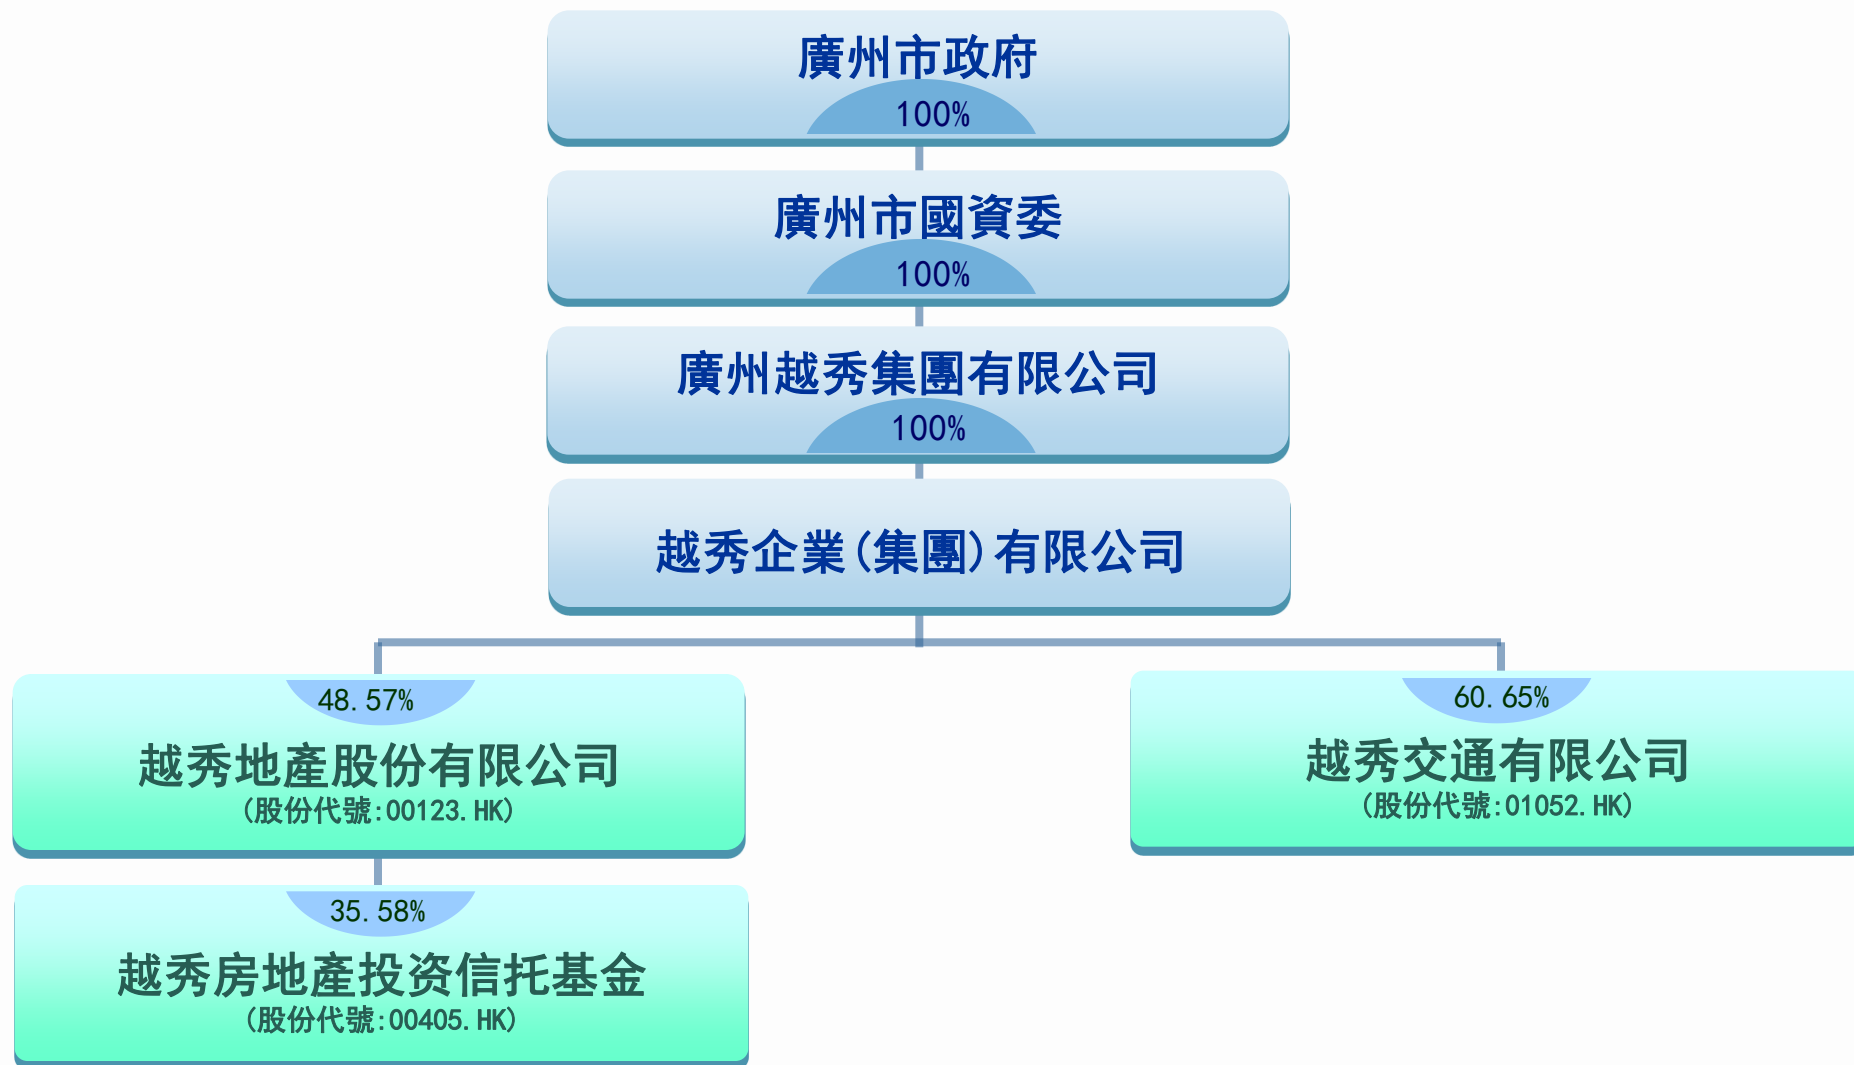 廣州市政府
100%
廣州市國資委
100%
廣州越秀集團有限公司
100%
越秀企業(集團)有限公司
48.57%
越秀地產股份有限公司
(股份代號:00123.HK)
60.65%
越秀交通有限公司
(股份代號:01052.HK)
35.58%
越秀房地產投资信托基金
(股份代號:00405.HK)